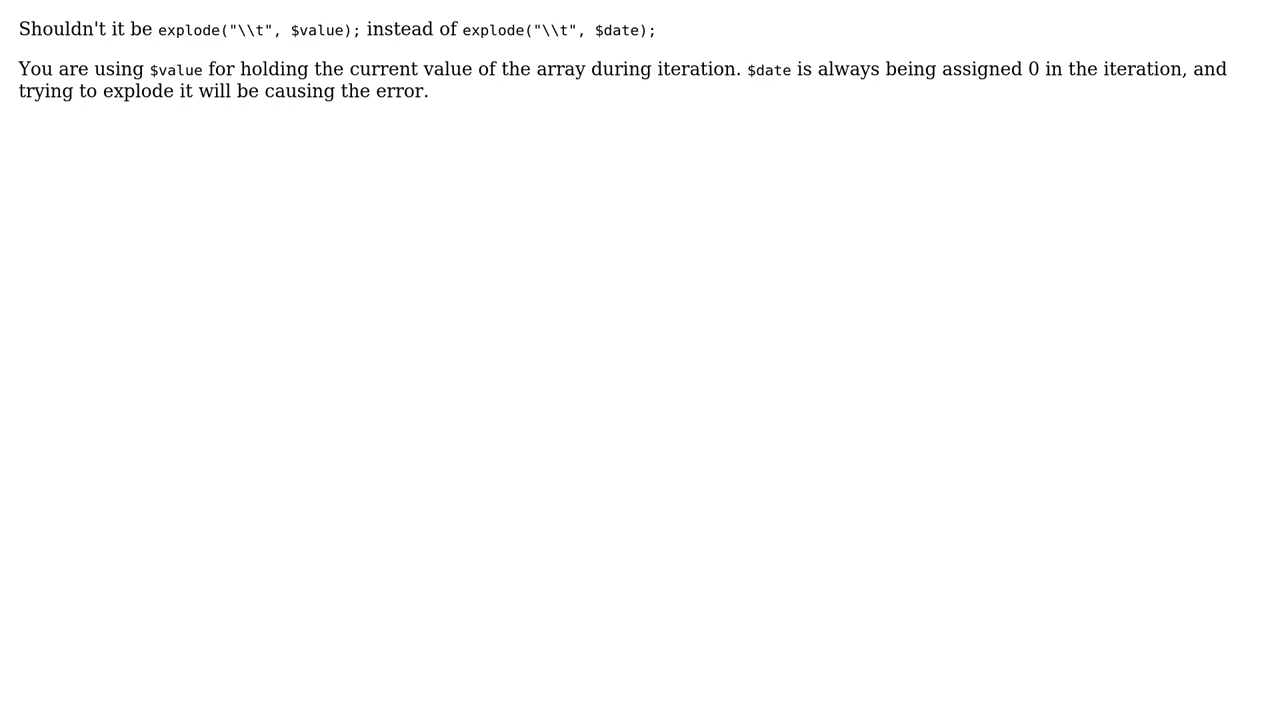 Shouldn't it be explode("\\t", $value); instead of explode("\\t", $date);
You are using $value for holding the current value of the array during iteration. $date is always being assigned 0 in the iteration, and
trying to explode it will be causing the error.